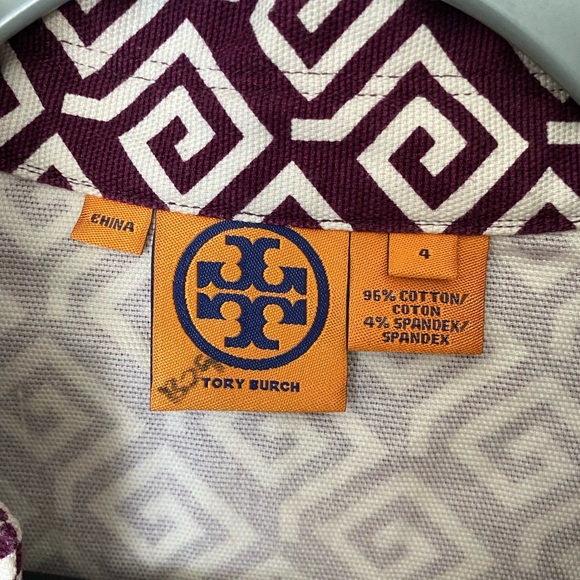 CHINA
TORY BURCH
4
96% COTTON/
COTON
4% SPANDEX/
SPANDEX